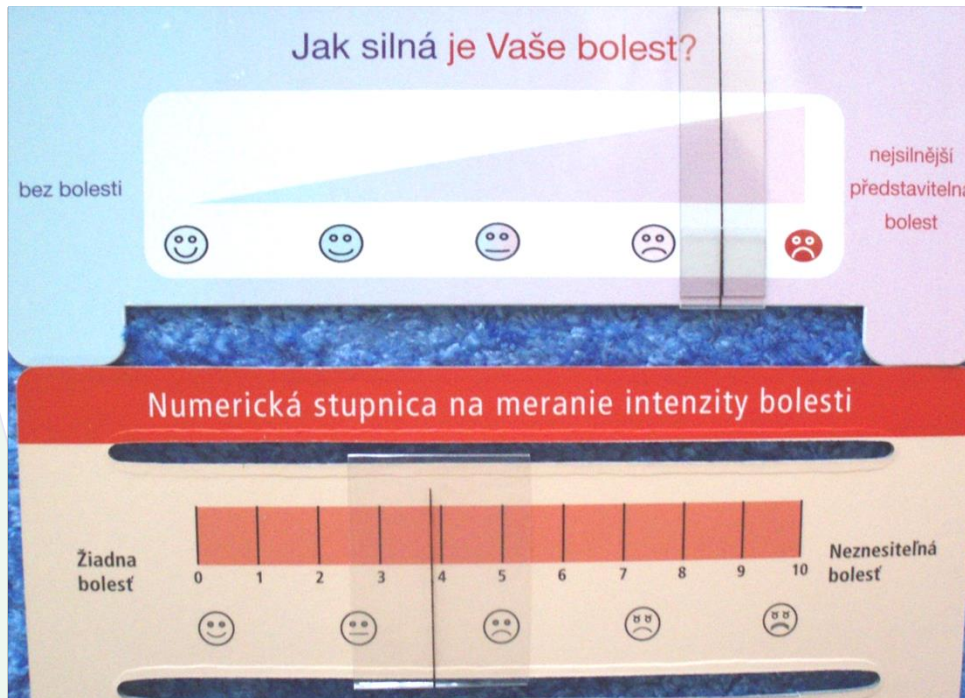 Jak silná je Vaše bolest?
bez bolesti
nejsilnější
představitelná
bolest
Numerická stupnica na meranie intenzity bolesti
Žiadna
bolesť
0 1 2 3 4 5 6 7 8 9 10
Neznesiteľná
bolesť